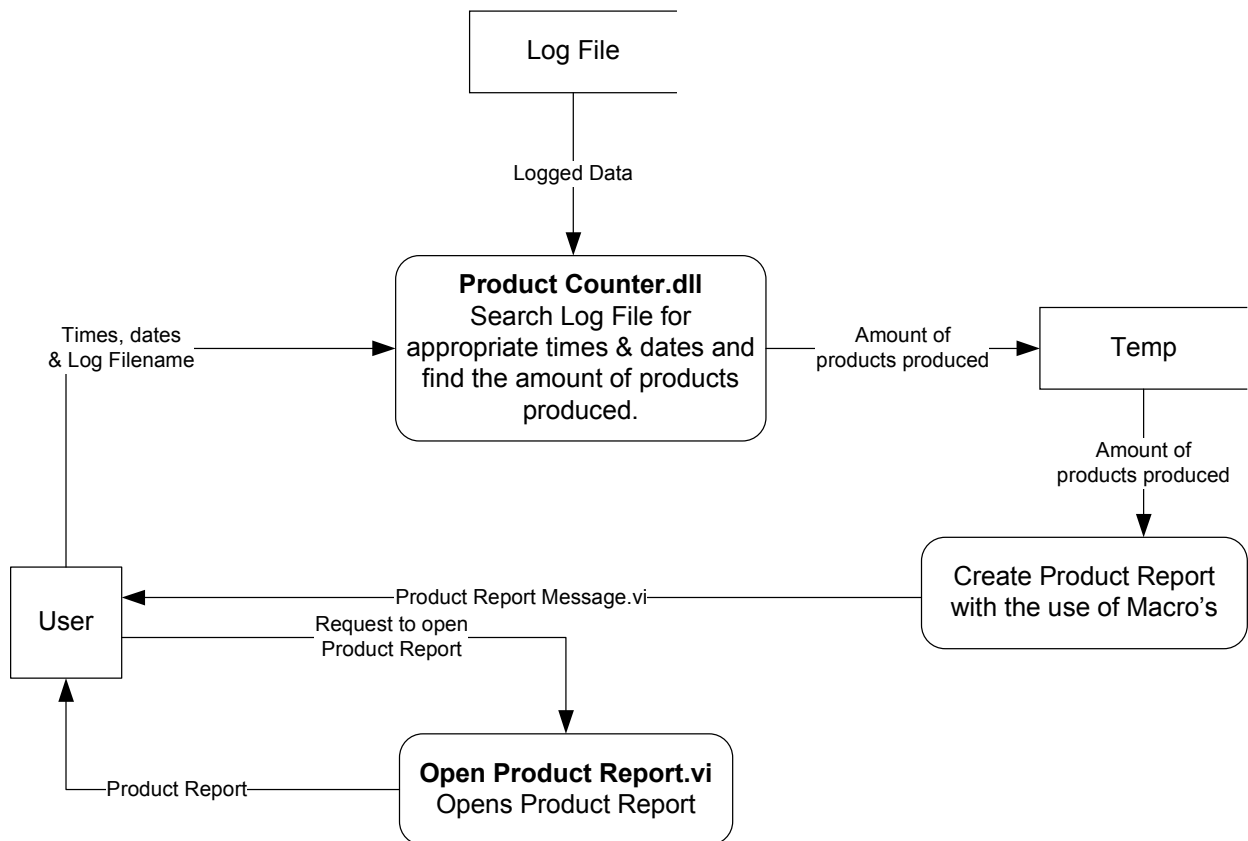 Log File
Logged Data
Product Counter.dll
Search Log File for
appropriate times & dates and
find the amount of products
produced.
Times, dates
& Log Filename
Amount of
products produced
Temp
Amount of
products produced
Create Product Report
with the use of Macro's
Product Report Message.vi
User
Request to open
Product Report
Open Product Report.vi
Opens Product Report
Product Report